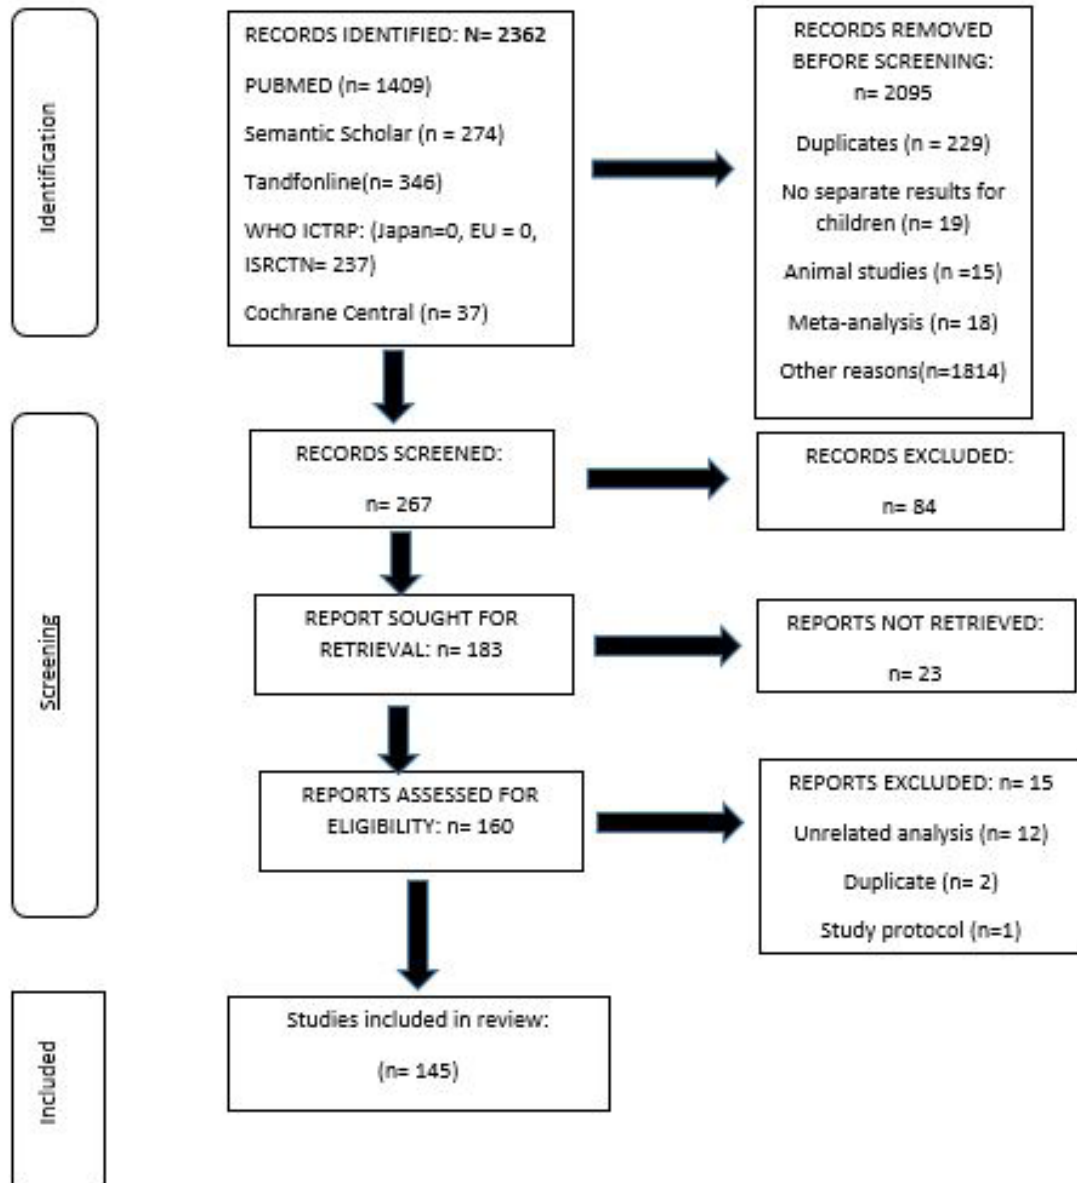 Identification
RECORDS IDENTIFIED: N= 2362
PUBMED (n= 1409)
Semantic Scholar (n = 274)
Tandfonline(n= 346)
WHO ICTRP: (Japan=0, EU = 0,
ISRCTN= 237)
Cochrane Central (n= 37)
RECORDS REMOVED
BEFORE SCREENING:
n= 2095
Duplicates (n = 229)
No separate results for
children (n= 19)
Animal studies (n =15)
Meta-analysis (n= 18)
Other reasons(n=1814)
Screening
RECORDS SCREENED:
n= 267
RECORDS EXCLUDED:
n= 84
REPORT SOUGHT FOR
RETRIEVAL: n= 183
REPORTS NOT RETRIEVED:
n= 23
REPORTS ASSESSED FOR
ELIGIBILITY: n= 160
REPORTS EXCLUDED: n= 15
Unrelated analysis (n= 12)
Duplicate (n= 2)
Study protocol (n=1)
Included
Studies included in review:
(n= 145)